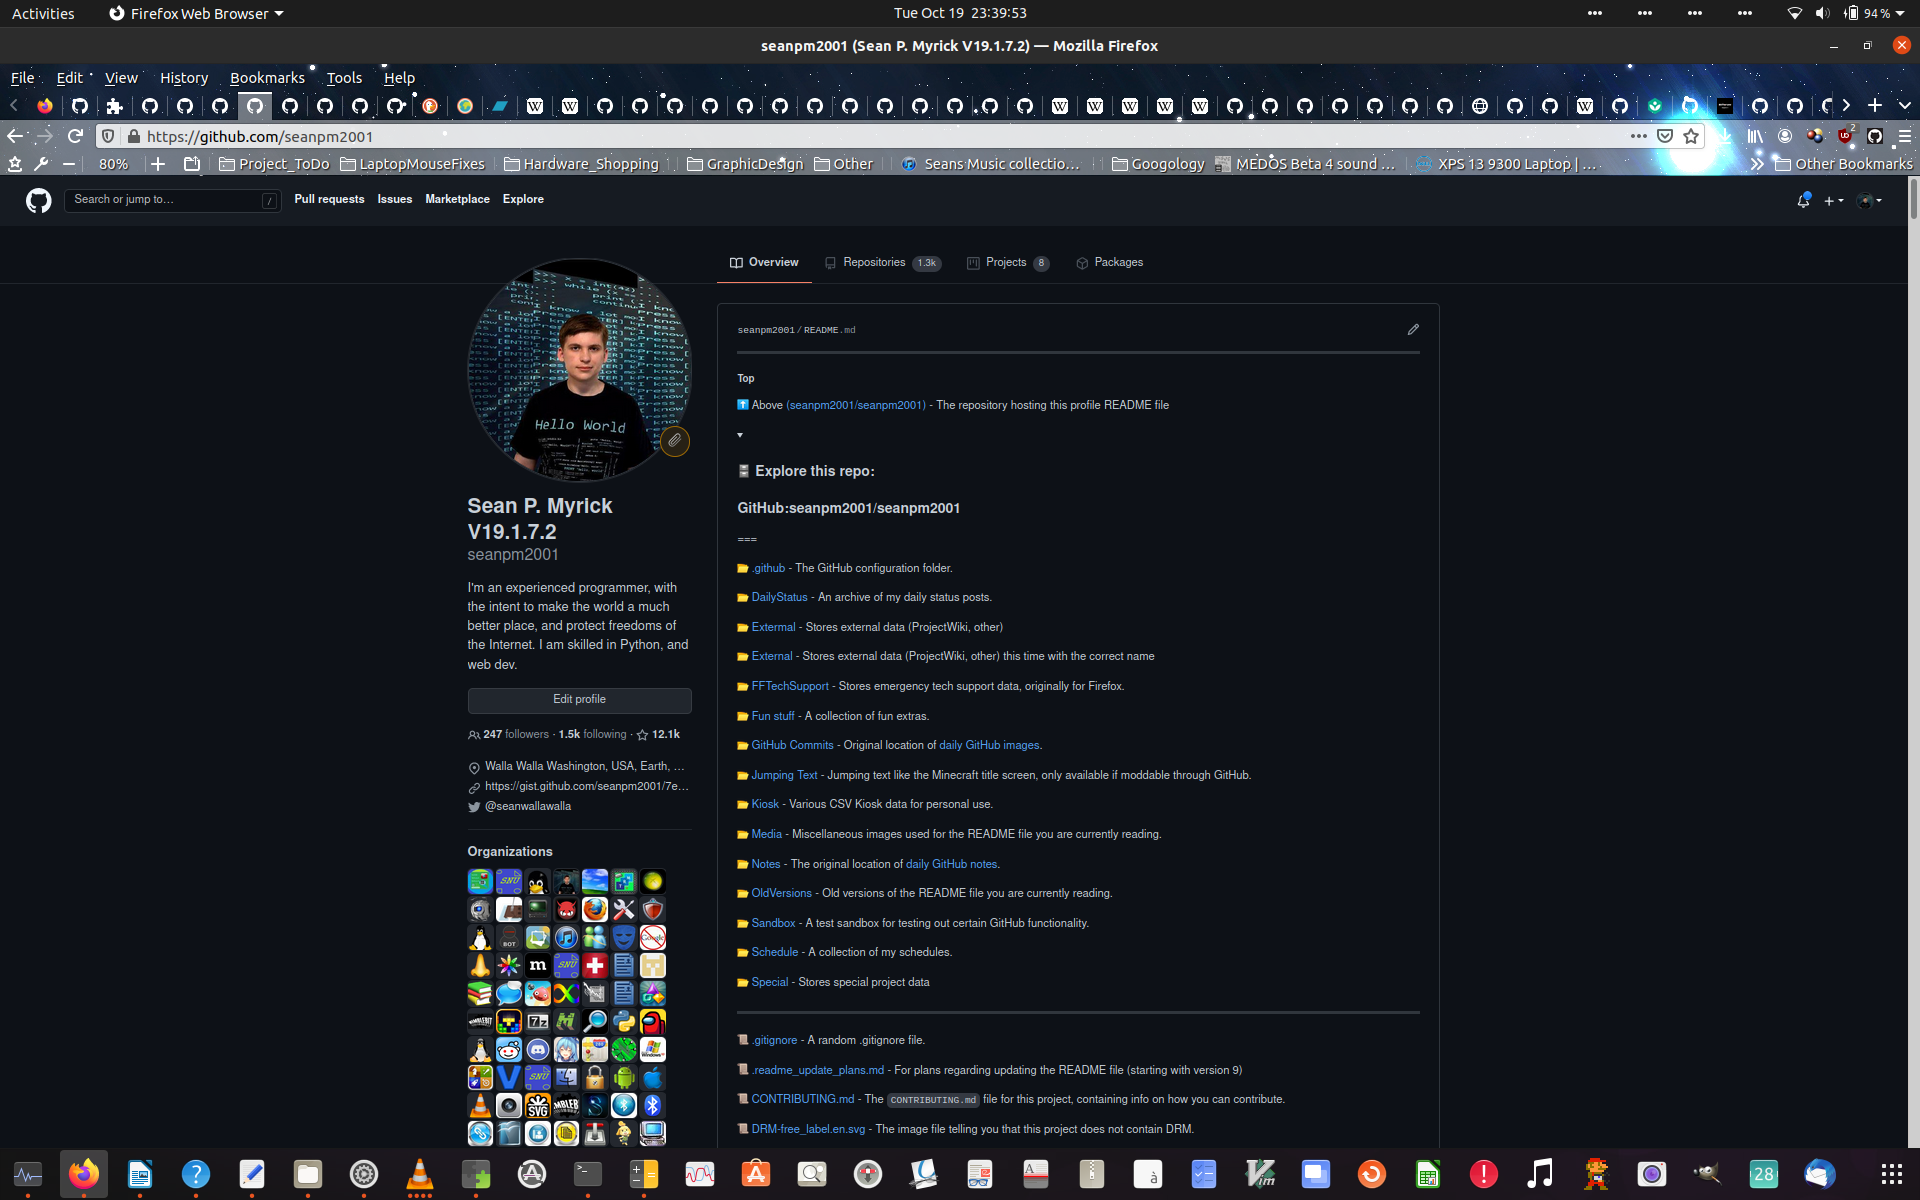 Activities
Firefox Web Browser
Tue Oct 19 23:39:53
94 %
seanpm2001 (Sean P. Myrick V19.1.7.2) — Mozilla Firefox
File Edit View History Bookmarks Tools Help
https://github.com/seanpm2001
80%
Project_ToDo
LaptopMouseFixes
Hardware_Shopping
GraphicDesign
Other
Seans Music collectio…
Googology
MEDOS Beta 4 sound …
XPS 13 9300 Laptop | …
Other Bookmarks
Search or jump to…
/
Pull requests Issues Marketplace Explore
Overview
Repositories 1.3k
Projects 8
Packages
Hello World
Sean P. Myrick
V19.1.7.2
seanpm2001
I'm an experienced programmer, with
the intent to make the world a much
better place, and protect freedoms of
the Internet. I am skilled in Python, and
web dev.
Edit profile
247 followers · 1.5k following · 12.1k
Walla Walla Washington, USA, Earth, …
https://gist.github.com/seanpm2001/7e…
@seanwallawalla
Organizations
seanpm2001/README.md
Top
Above (seanpm2001/seanpm2001) - The repository hosting this profile README file
Explore this repo:
GitHub:seanpm2001/seanpm2001
===
.github - The GitHub configuration folder.
DailyStatus - An archive of my daily status posts.
Extermal - Stores external data (ProjectWiki, other)
External - Stores external data (ProjectWiki, other) this time with the correct name
FFTechSupport - Stores emergency tech support data, originally for Firefox.
Fun stuff - A collection of fun extras.
GitHub Commits - Original location of daily GitHub images.
Jumping Text - Jumping text like the Minecraft title screen, only available if moddable through GitHub.
Kiosk - Various CSV Kiosk data for personal use.
Media - Miscellaneous images used for the README file you are currently reading.
Notes - The original location of daily GitHub notes.
OldVersions - Old versions of the README file you are currently reading.
Sandbox - A test sandbox for testing out certain GitHub functionality.
Schedule - A collection of my schedules.
Special - Stores special project data
.gitignore - A random .gitignore file.
.readme_update_plans.md - For plans regarding updating the README file (starting with version 9)
CONTRIBUTING.md - The CONTRIBUTING.md file for this project, containing info on how you can contribute.
DRM-free_label.en.svg - The image file telling you that this project does not contain DRM.
28